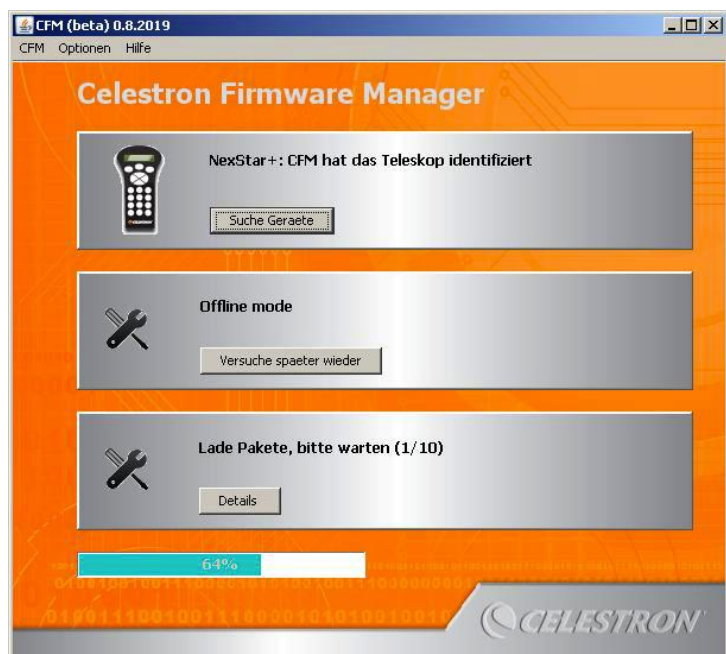 CFM (beta) 0.8.2019
CFM Optionen Hilfe
Celestron Firmware Manager
NexStar+: CFM hat das Teleskop identifiziert
Suche Geraete
Offline mode
Versuche spaeter wieder
Lade Pakete, bitte warten (1/10)
Details
64%
CELESTRON